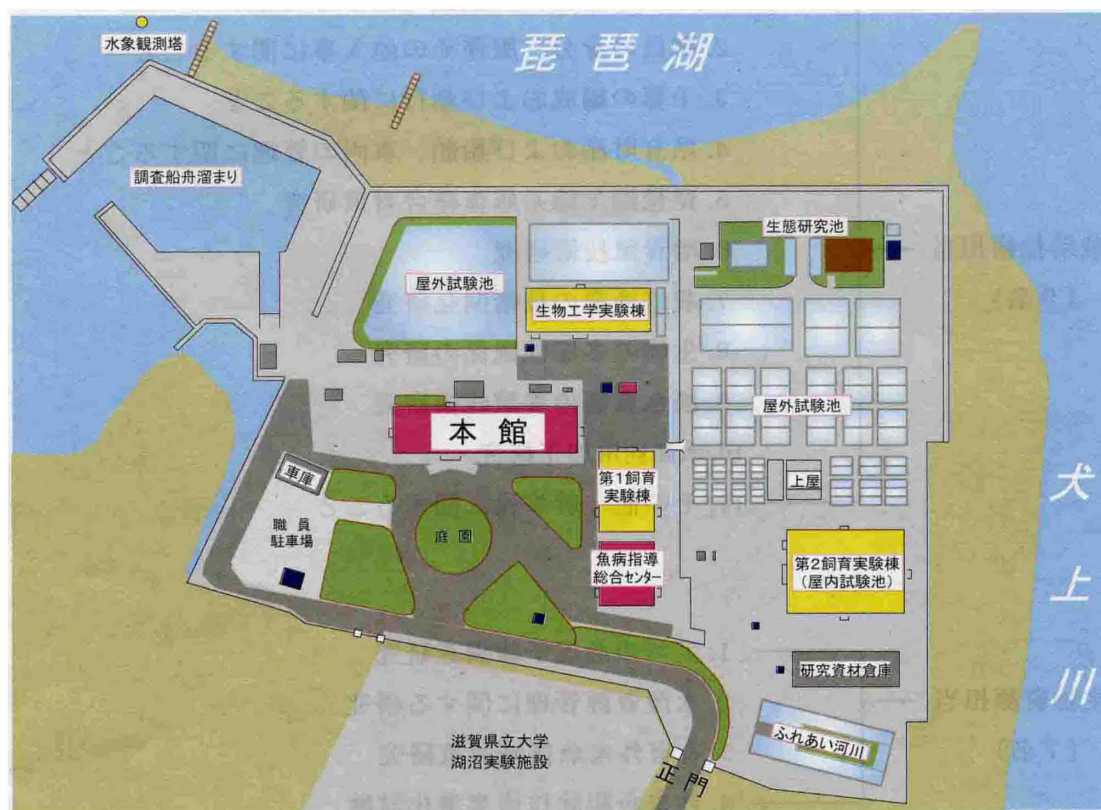 琵琶湖
水象観測塔
調査船舟溜まり
生態研究池
屋外試験池
生物工学実験棟
屋外試験池
本館
車庫
第1飼育
実験棟
上屋
職員
駐車場
庭園
魚病指導
総合センター
第2飼育実験棟
(屋内試験池)
犬上川
研究資材倉庫
ふれあい河川
滋賀県立大学
湖沼実験施設
正門